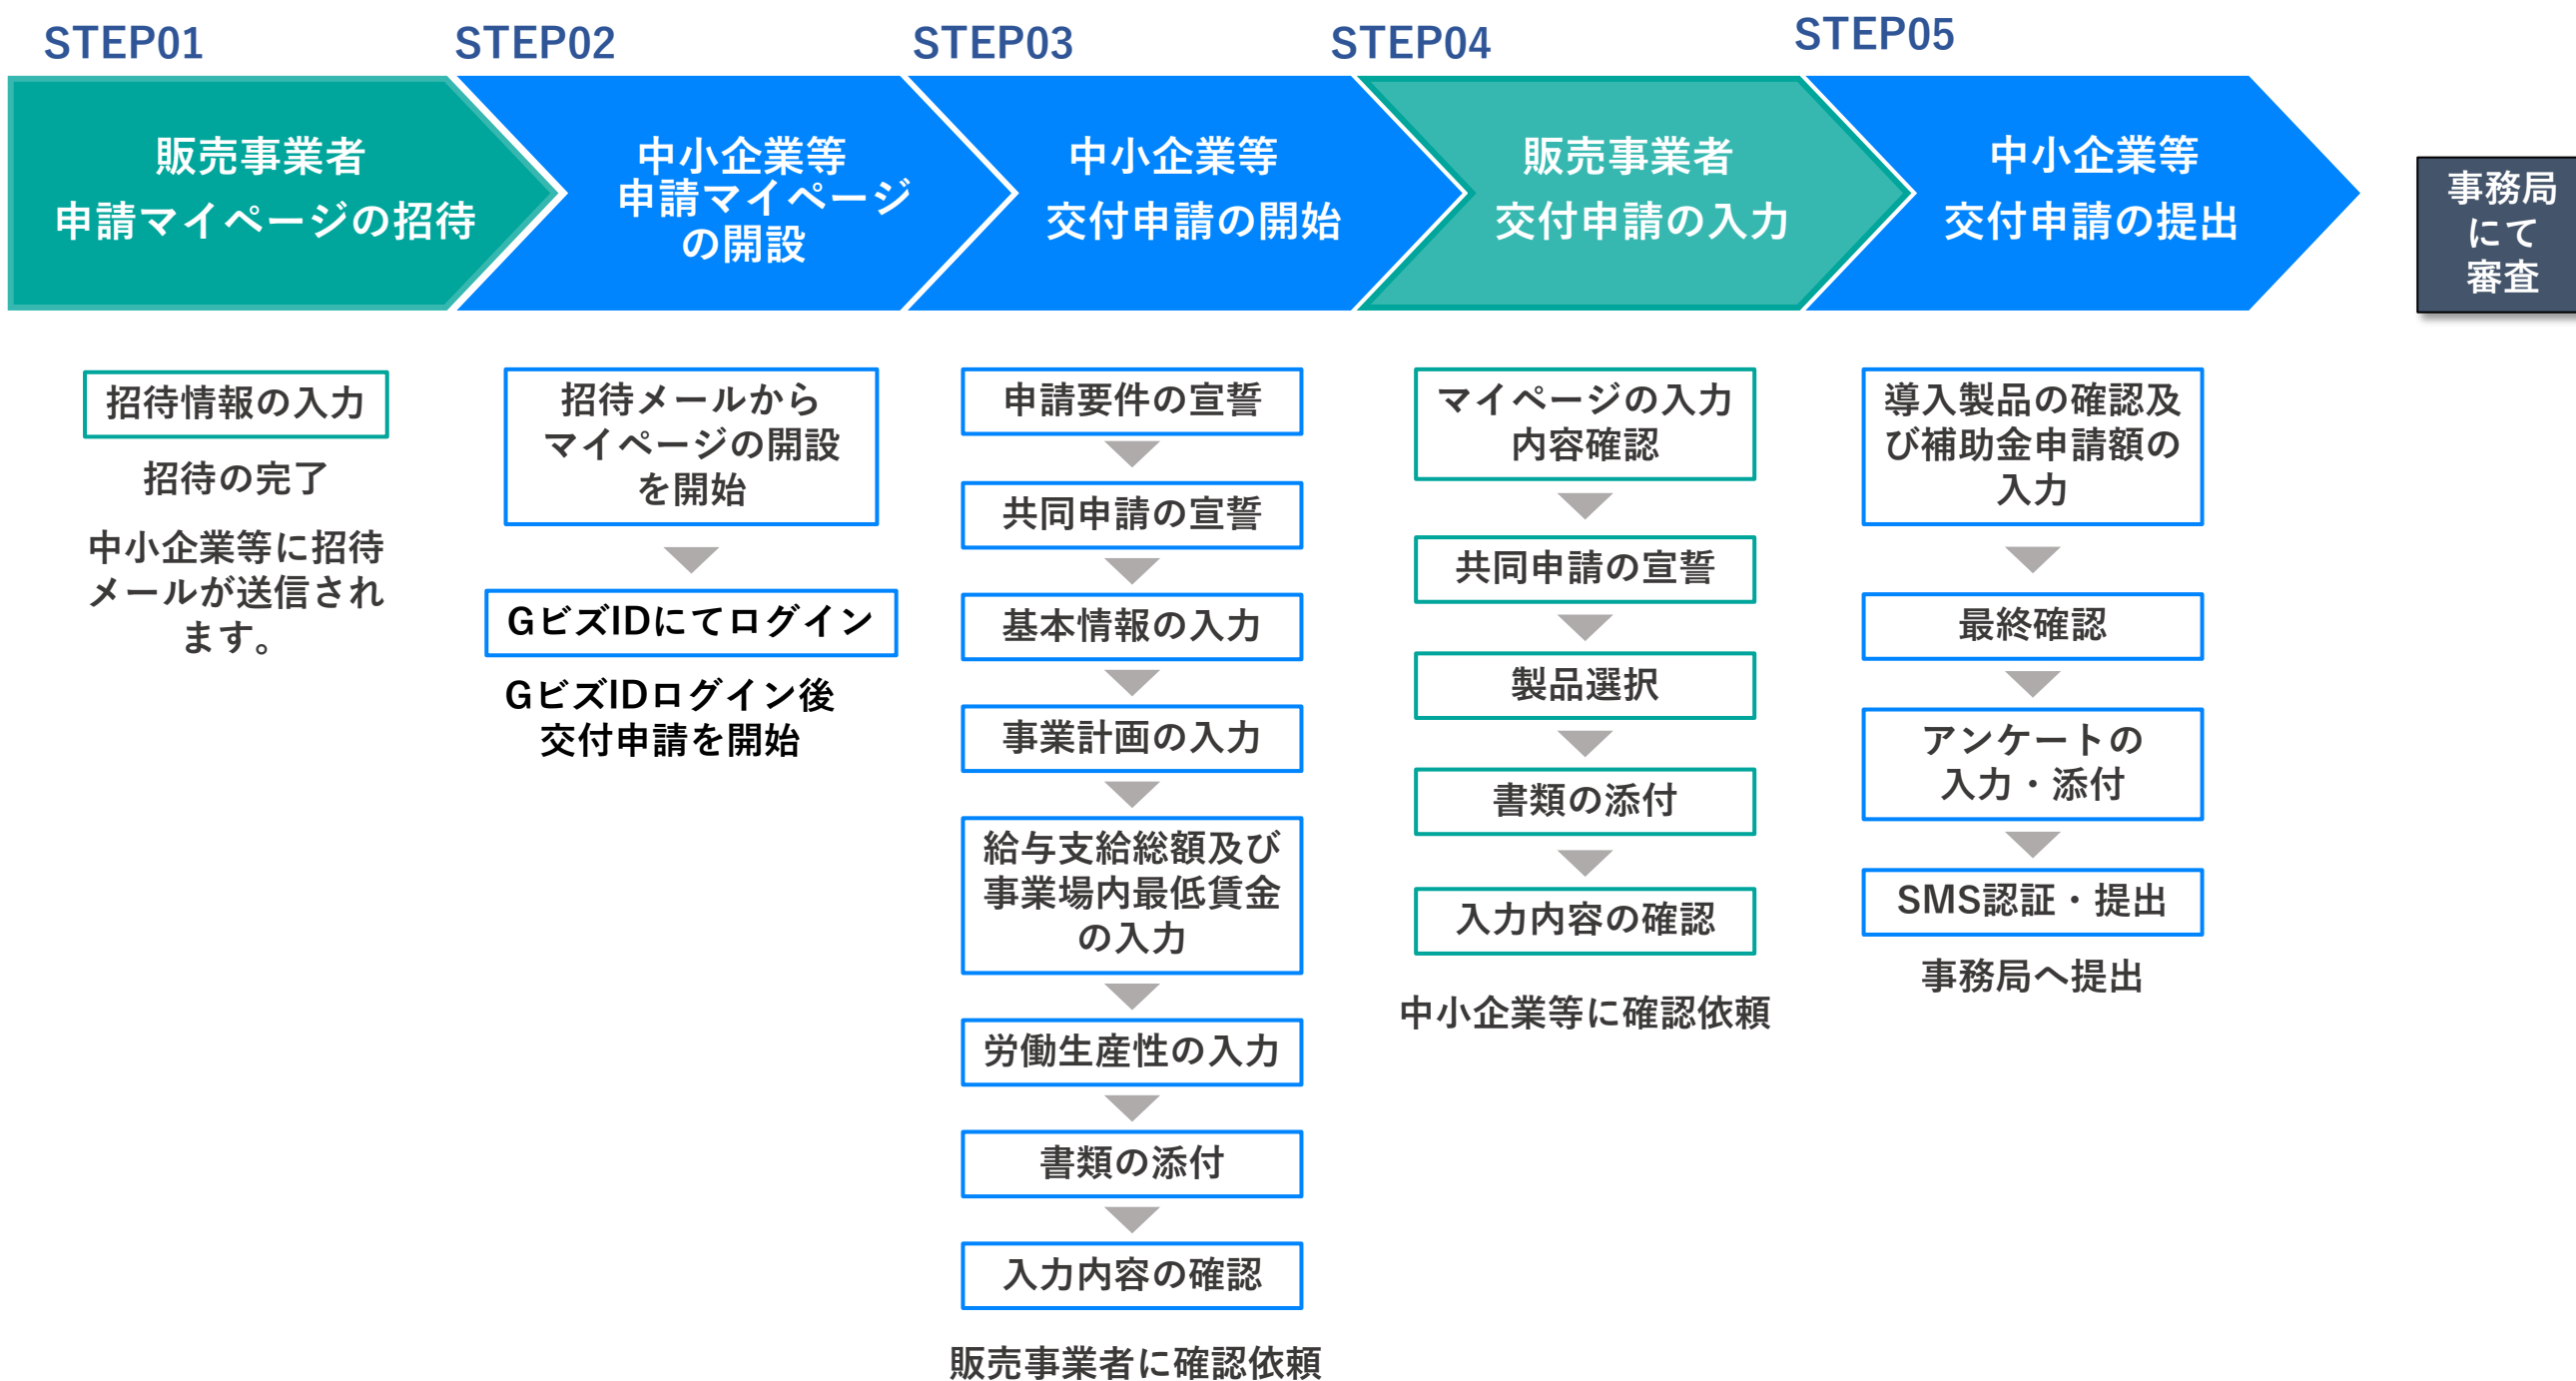 STEP01
販売事業者
申請マイページの招待
招待情報の入力
招待の完了
中小企業等に招待
メールが送信され
ます。
STEP02
中小企業等
申請マイページ
の開設
招待メールから
マイページの開設
を開始
GビズIDにてログイン
GビズIDログイン後
交付申請を開始
STEP03
中小企業等
交付申請の開始
申請要件の宣誓
共同申請の宣誓
基本情報の入力
事業計画の入力
給与支給総額及び
事業場内最低賃金
の入力
労働生産性の入力
書類の添付
入力内容の確認
販売事業者に確認依頼
STEP04
販売事業者
交付申請の入力
マイページの入力
内容確認
共同申請の宣誓
製品選択
書類の添付
入力内容の確認
中小企業等に確認依頼
STEP05
中小企業等
交付申請の提出
導入製品の確認及
び補助金申請額の
入力
最終確認
アンケートの
入力・添付
SMS認証・提出
事務局へ提出
事務局
にて
審査